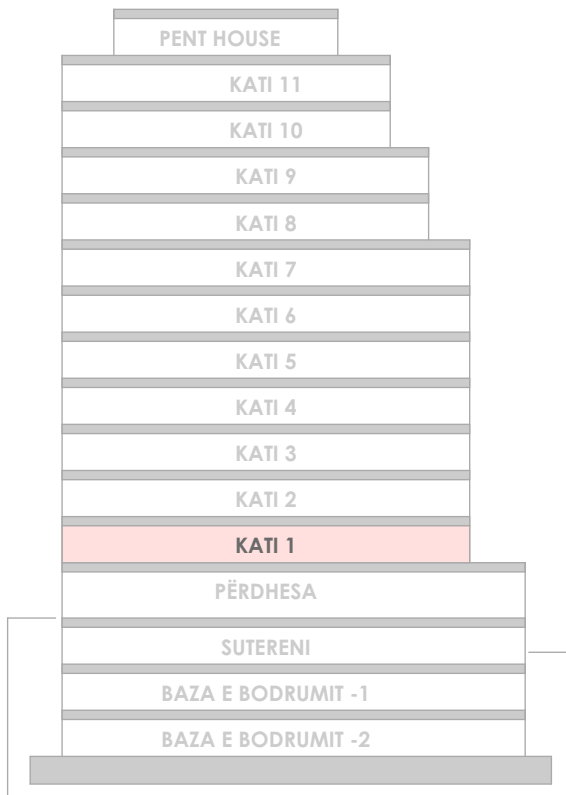 PENT HOUSE
KATI 11
KATI 10
KATI 9
KATI 8
KATI 7
KATI 6
KATI 5
KATI 4
KATI 3
KATI 2
KATI 1
PËRDHESA
SUTERENI
BAZA E BODRUMIT -1
BAZA E BODRUMIT -2